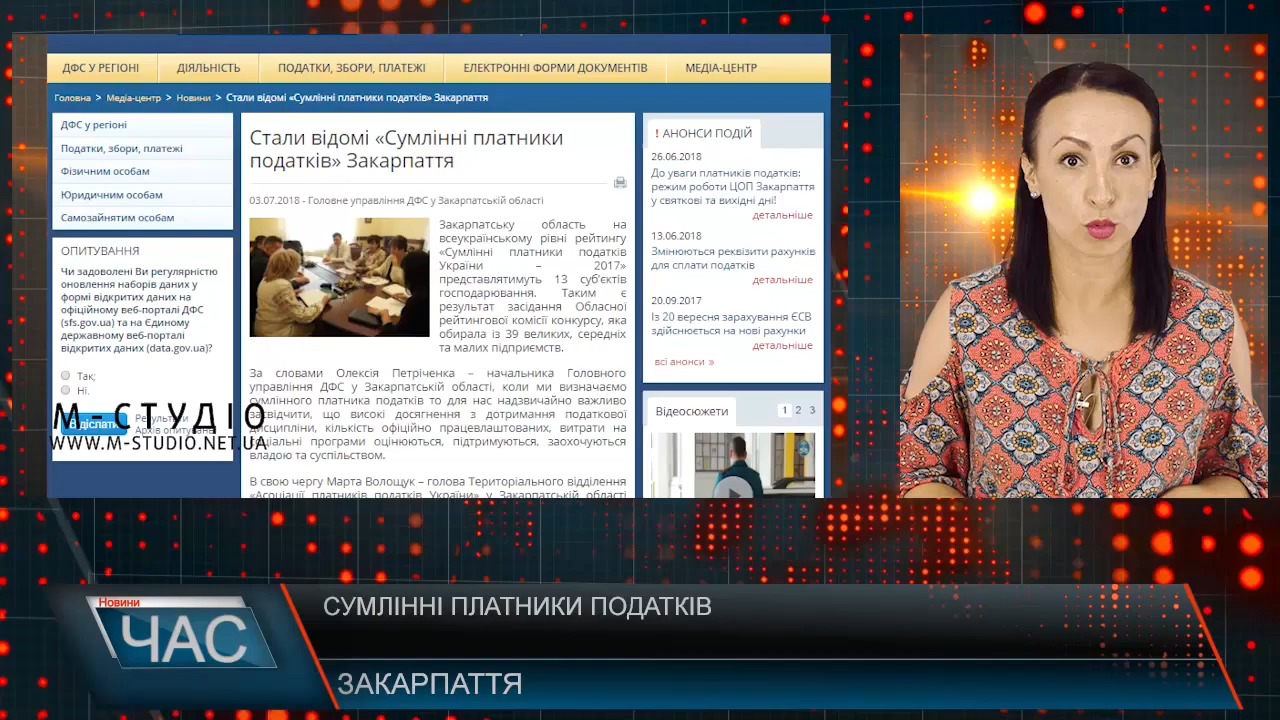 ДФС У РЕГІОНІ ДІЯЛЬНІСТЬ ПОДАТКИ, ЗБОРИ, ПЛАТЕЖІ ЕЛЕКТРОННІ ФОРМИ ДОКУМЕНТІВ МЕДІА-ЦЕНТР
Головна > Медіа-центр > Новини > Стали відомі «Сумлінні платники податків» Закарпаття
ДФС у регіоні
Податки, збори, платежі
Фізичним особам
Юридичним особам
Самозайнятим особам
ОПИТУВАННЯ
Чи задоволені Ви регулярністю
оновлення наборів даних у
формі відкритих даних на
офіційному веб-порталі ДФС
(sfs.gov.ua) та на Єдиному
державному веб-порталі
відкритих даних (data.gov.ua)?
Так;
Ні.
Відіслати
Результати
Архів опитувань
М-СТУДІО
WWW.M-STUDIO.NET.UA
Стали відомі «Сумлінні платники
податків» Закарпаття
03.07.2018 - Головне управління ДФС у Закарпатській області
Закарпатську область на
всеукраїнському рівні рейтингу
«Сумлінні платники податків
України – 2017»
представлятимуть 13 суб’єктів
господарювання. Таким є
результат засідання Обласної
рейтингової комісії конкурсу, яка
обирала із 39 великих, середніх
та малих підприємств.
За словами Олексія Петріченка – начальника Головного
управління ДФС у Закарпатській області, коли ми визначаємо
сумлінного платника податків то для нас надзвичайно важливо
засвідчити, що високі досягнення з дотримання податкової
дисципліни, кількість офіційно працевлаштованих, витрати на
соціальні програми оцінюються, підтримуються, заохочуються
владою та суспільством.
В свою чергу Марта Волощук – голова Територіального відділення
«Асоціації платників податків України» у Закарпатській області
! АНОНСИ ПОДІЙ
26.06.2018
До уваги платників податків:
режим роботи ЦОП Закарпаття
у святкові та вихідні дні!
детальніше
13.06.2018
Змінюються реквізити рахунків
для сплати податків
детальніше
20.09.2017
Із 20 вересня зарахування ЄСВ
здійснюється на нові рахунки
детальніше
всі анонси »
Відеосюжети 1 2 3
Новини
ЧАС
СУМЛІННІ ПЛАТНИКИ ПОДАТКІВ
ЗАКАРПАТТЯ